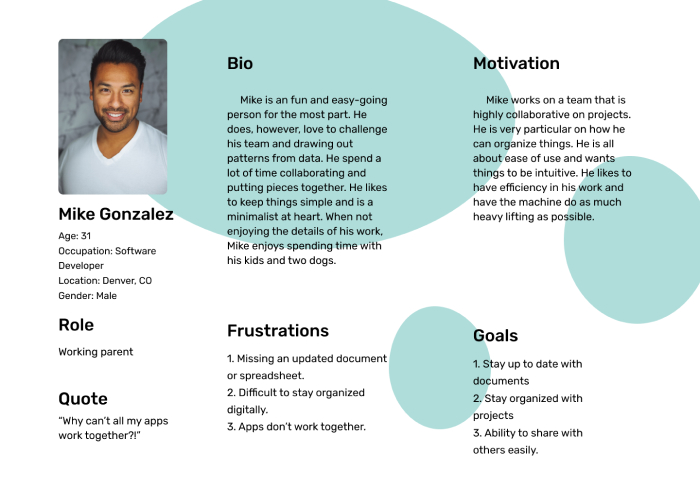 Mike Gonzalez
Age: 31
Occupation: Software
Developer
Location: Denver, CO
Gender: Male
Role
Working parent
Quote
“Why can’t all my apps
work together?!”
Bio
Mike is an fun and easy-going
person for the most part. He
does, however, love to challenge
his team and drawing out
patterns from data. He spend a
lot of time collaborating and
putting pieces together. He likes
to keep things simple and is a
minimalist at heart. When not
enjoying the details of his work,
Mike enjoys spending time with
his kids and two dogs.
Frustrations
1. Missing an updated document
or spreadsheet.
2. Difficult to stay organized
digitally.
3. Apps don’t work together.
Motivation
Mike works on a team that is
highly collaborative on projects.
He is very particular on how he
can organize things. He is all
about ease of use and wants
things to be intuitive. He likes to
have efficiency in his work and
have the machine do as much
heavy lifting as possible.
Goals
1. Stay up to date with
documents
2. Stay organized with
projects
3. Ability to share with
others easily.